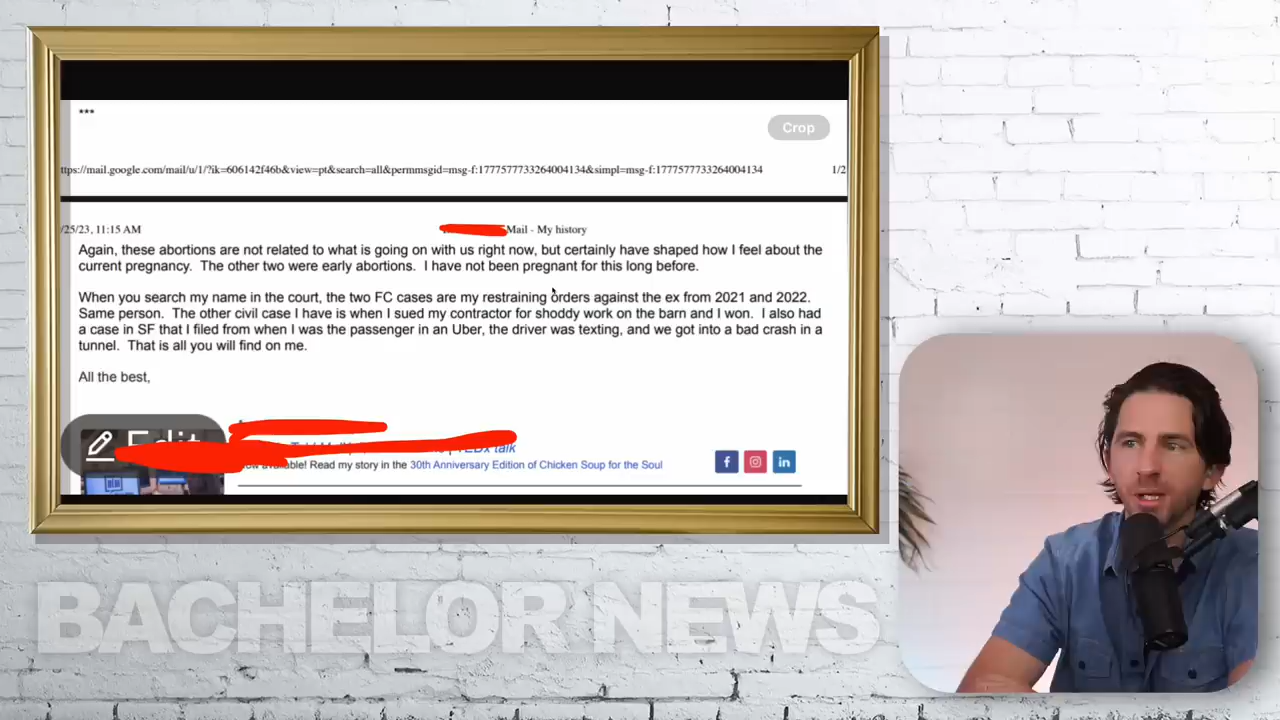 ***
Crop
ttps://mail.google.com/mail/u/1/?ik=606142f46b&view=pt&search=all&permmsgid=msg-f:1777577733264004134&simpl=msg-f:1777577733264004134 1/2
/25/23, 11:15 AM Mail - My history
Again, these abortions are not related to what is going on with us right now, but certainly have shaped how I feel about the
current pregnancy. The other two were early abortions. I have not been pregnant for this long before.
When you search my name in the court, the two FC cases are my restraining orders against the ex from 2021 and 2022.
Same person. The other civil case I have is when I sued my contractor for shoddy work on the barn and I won. I also had
a case in SF that I filed from when I was the passenger in an Uber, the driver was texting, and we got into a bad crash in a
tunnel. That is all you will find on me.
All the best,
Edit
talk
! Read my story in the 30th Anniversary Edition of Chicken Soup for the Soul
BACHELOR NEWS